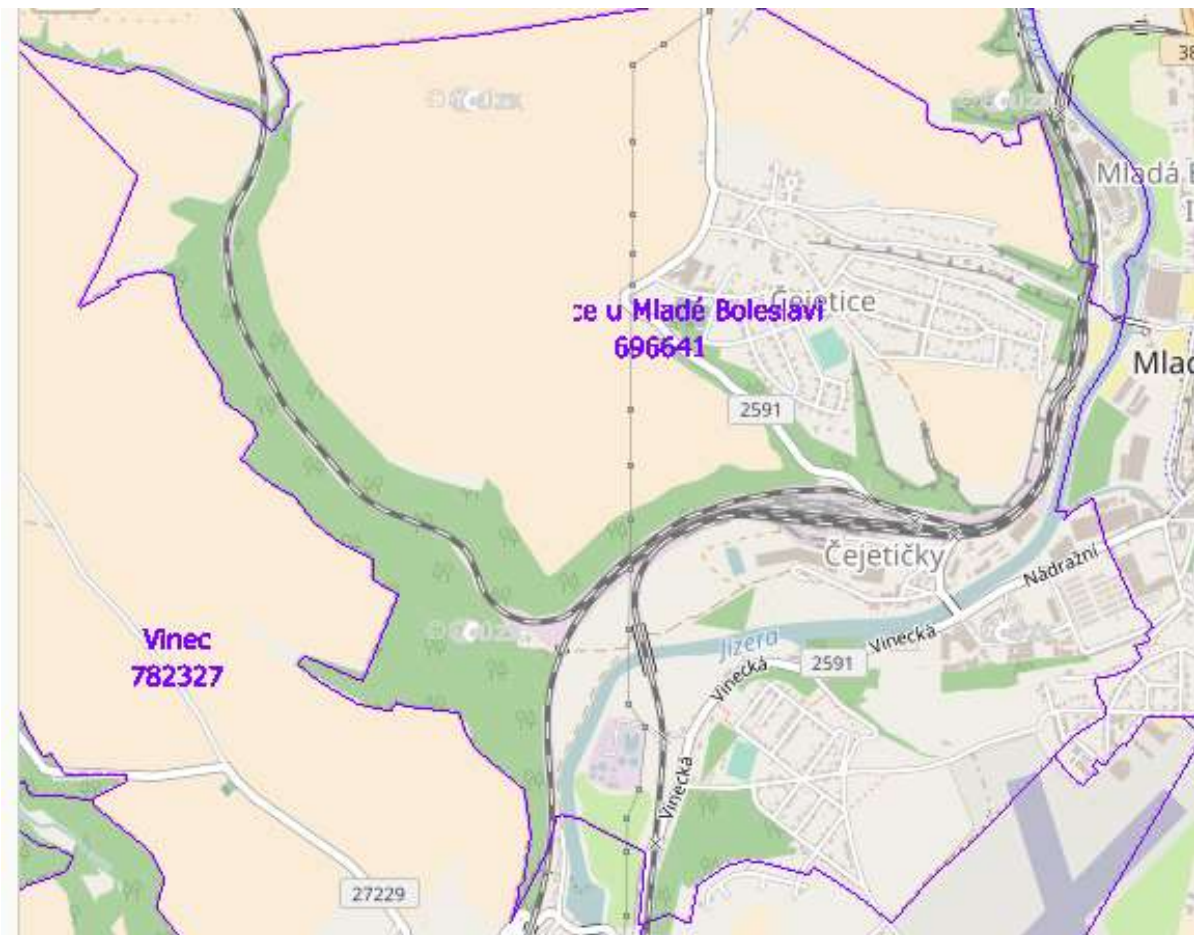 38
Mladá B
ce u Mladé Boleslavi
Čejetice
696641
Mlad
2591
Čejetičky
Nádražní
Vinec
782327
Jizera
Vinecká
Vinecká
2591
Vinecká
27229